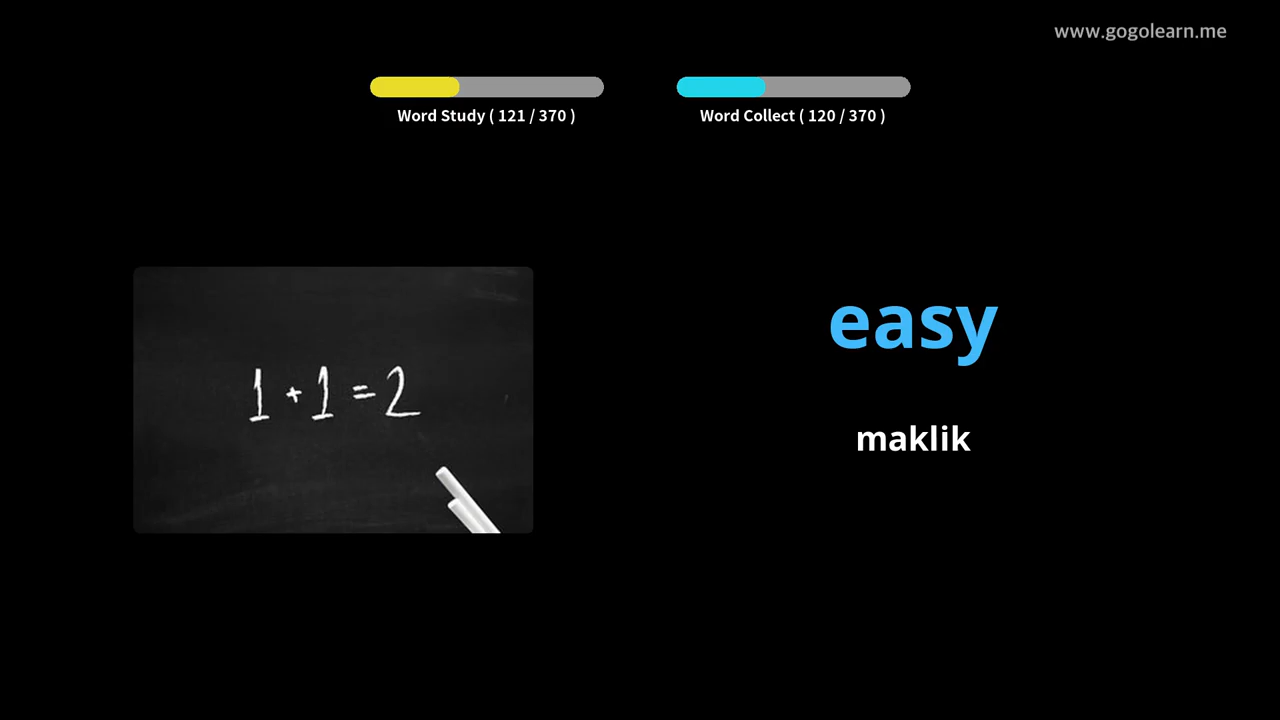 www.gogolearn.me
Word Study ( 121 / 370 )
Word Collect ( 120 / 370 )
1 + 1 = 2
easy
maklik